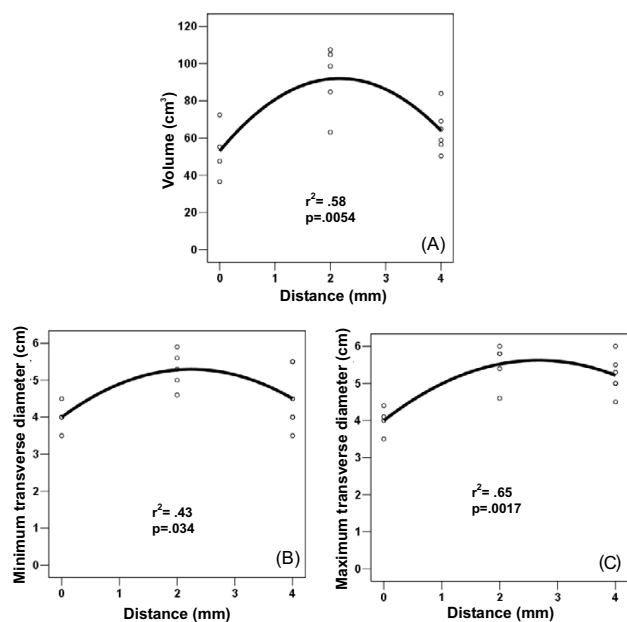 120
100
80
60
40
20
0
Volume (cm³)
r²= .58
p=.0054
(A)
0 1 2 3 4
Distance (mm)
6
5
4
3
2
1
0
Minimum transverse diameter (cm)
r²= .43
p=.034
(B)
0 1 2 3 4
Distance (mm)
6
5
4
3
2
1
0
Maximum transverse diameter (cm)
r²= .65
p=.0017
(C)
0 1 2 3 4
Distance (mm)